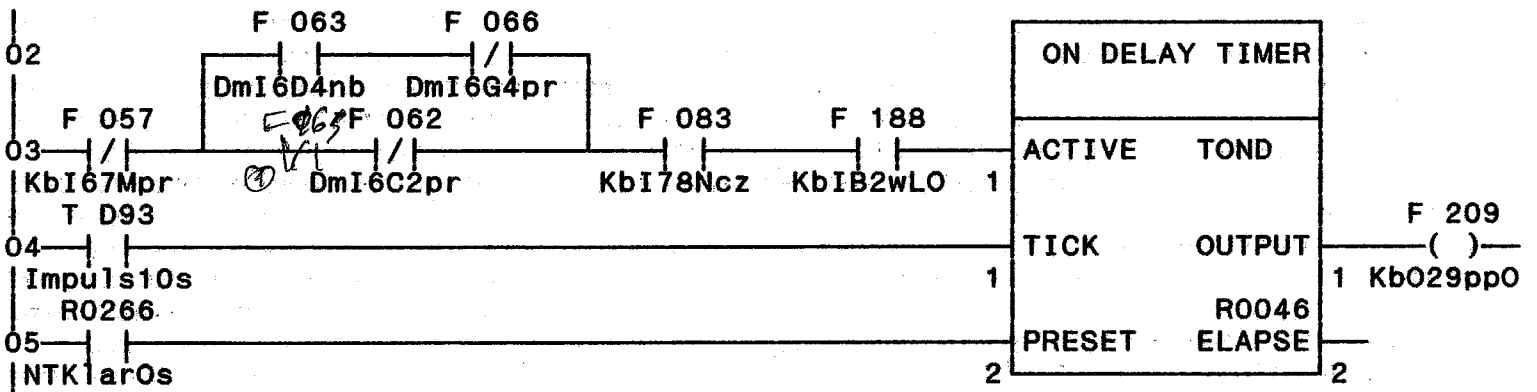 F 063 F 066 ON DELAY TIMER
02
DmI6D4nb DmI6G4pr
F 057 F 062 F 083 F 188
03 ACTIVE TOND
KbI67Mpr DmI6C2pr KbI78Ncz KbIB2wLO 1
T D93 F 209
04 TICK OUTPUT ( )
Impuls10s 1 1 KbO29ppO
R0266 R0046
05 PRESET ELAPSE
NTKlarOs 2 2